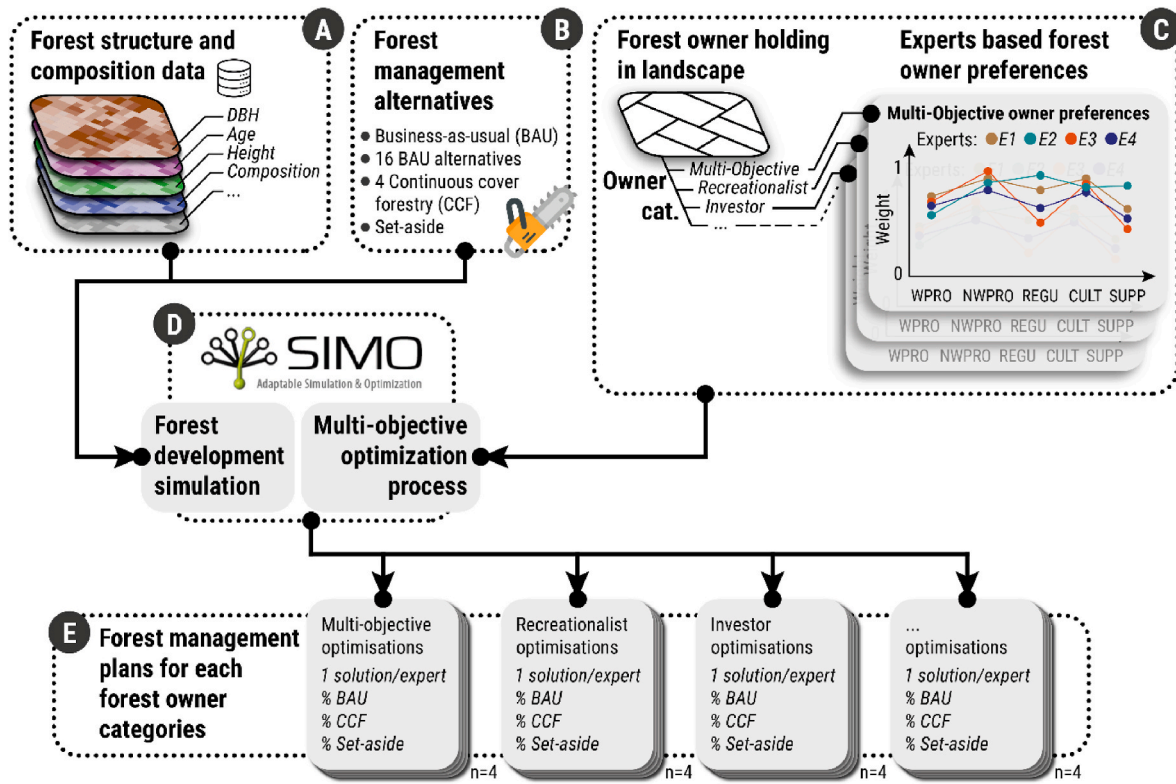 A
Forest structure and
composition data
DBH
Age
Height
Composition
...
B
Forest
management
alternatives
Business-as-usual (BAU)
16 BAU alternatives
4 Continuous cover
forestry (CCF)
Set-aside
C
Forest owner holding
in landscape
Owner
cat.
Multi-Objective
Recreationalist
Investor
...
Experts based forest
owner preferences
Multi-Objective owner preferences
Experts: E1 E2 E3 E4
Experts: E1 E2 E3 E4
1
Weight
0
WPRO NWPRO REGU CULT SUPP
WPRO NWPRO REGU CULT SUPP
WPRO NWPRO REGU CULT SUPP
D
SIMO
Adaptable Simulation & Optimization
Forest
development
simulation
Multi-objective
optimization
process
E
Forest management
plans for each
forest owner
categories
Multi-objective
optimisations
1 solution/expert
% BAU
% CCF
% Set-aside
n=4
Recreationalist
optimisations
1 solution/expert
% BAU
% CCF
% Set-aside
n=4
Investor
optimisations
1 solution/expert
% BAU
% CCF
% Set-aside
n=4
...
optimisations
1 solution/expert
% BAU
% CCF
% Set-aside
n=4